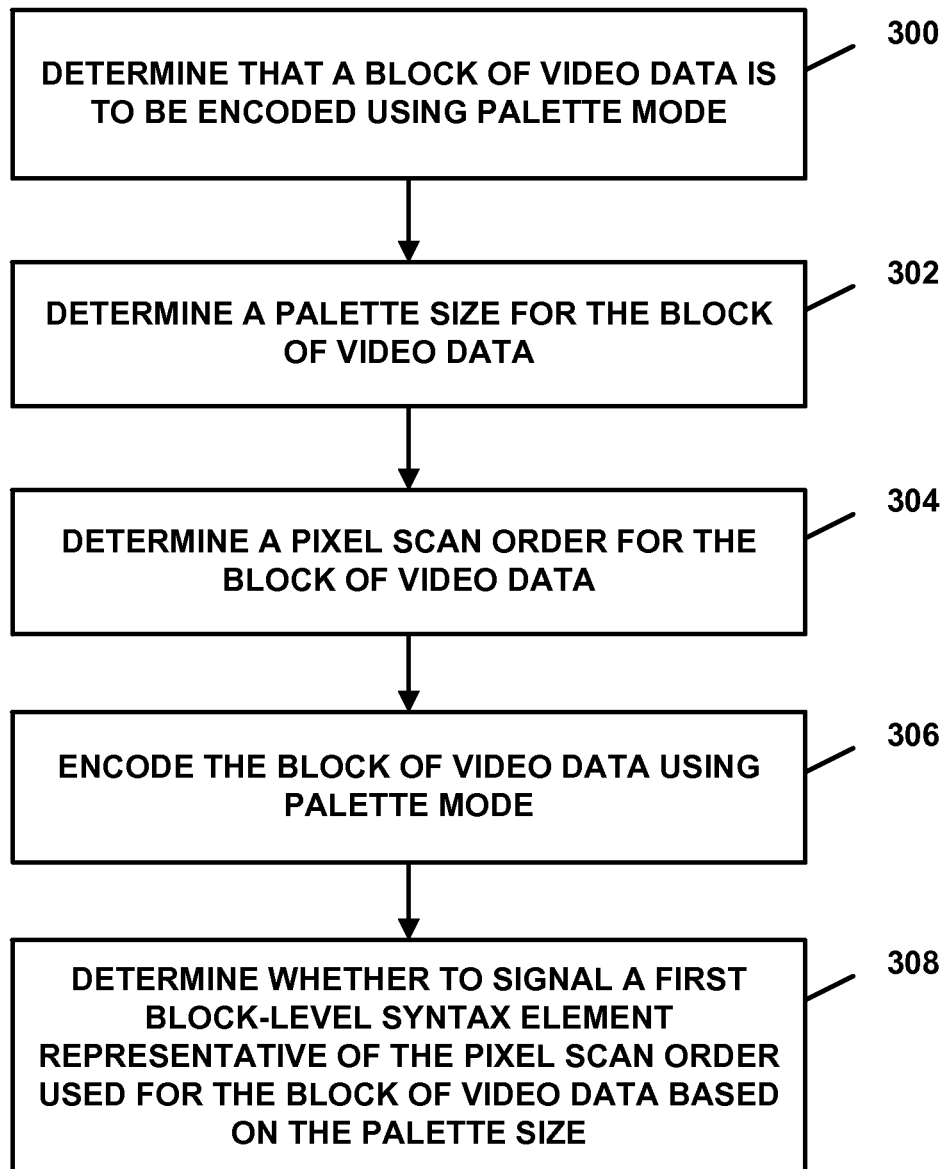 300
DETERMINE THAT A BLOCK OF VIDEO DATA IS
TO BE ENCODED USING PALETTE MODE
302
DETERMINE A PALETTE SIZE FOR THE BLOCK
OF VIDEO DATA
304
DETERMINE A PIXEL SCAN ORDER FOR THE
BLOCK OF VIDEO DATA
306
ENCODE THE BLOCK OF VIDEO DATA USING
PALETTE MODE
308
DETERMINE WHETHER TO SIGNAL A FIRST
BLOCK-LEVEL SYNTAX ELEMENT
REPRESENTATIVE OF THE PIXEL SCAN ORDER
USED FOR THE BLOCK OF VIDEO DATA BASED
ON THE PALETTE SIZE